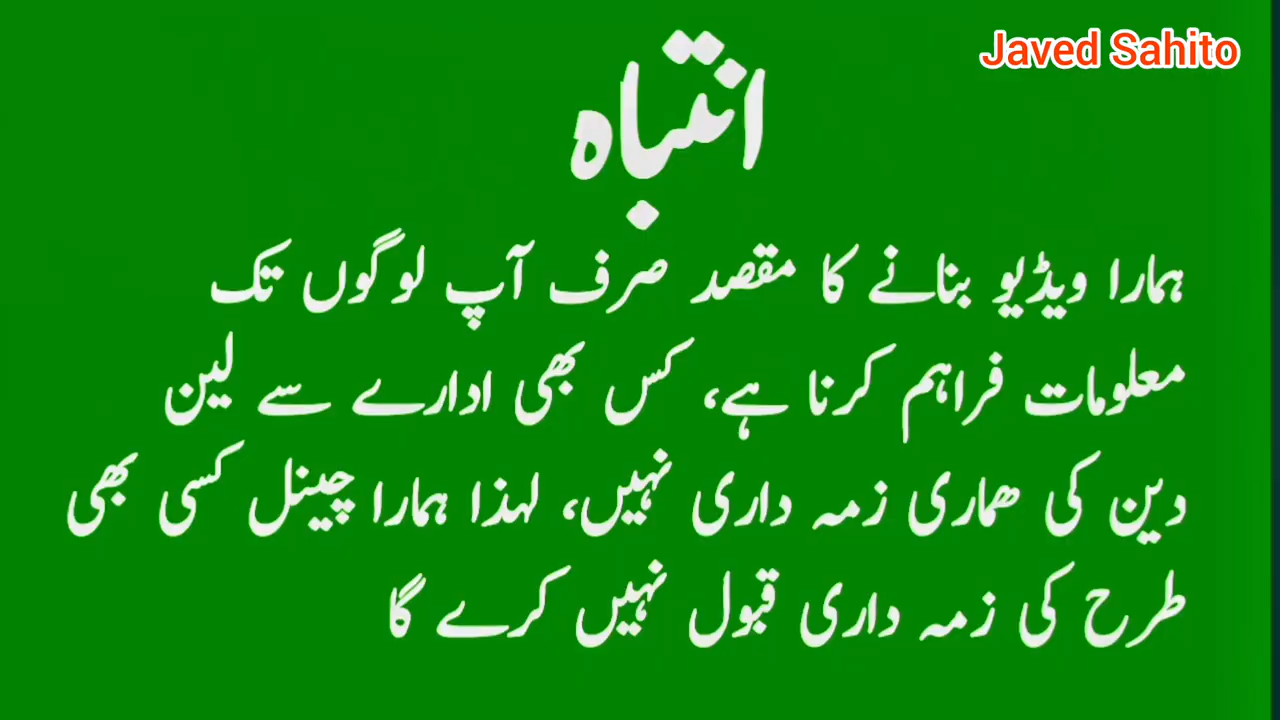 Javed Sahito
انتباہ
ہمارا ویڈیو بنانے کا مقصد صرف آپ لوگوں تک
معلومات فراہم کرنا ہے، کس بھی ادارے سے لین
دین کی ھماری زمہ داری نہیں، لہذا ہمارا چینل کسی بھی
طرح کی زمہ داری قبول نہیں کرے گا